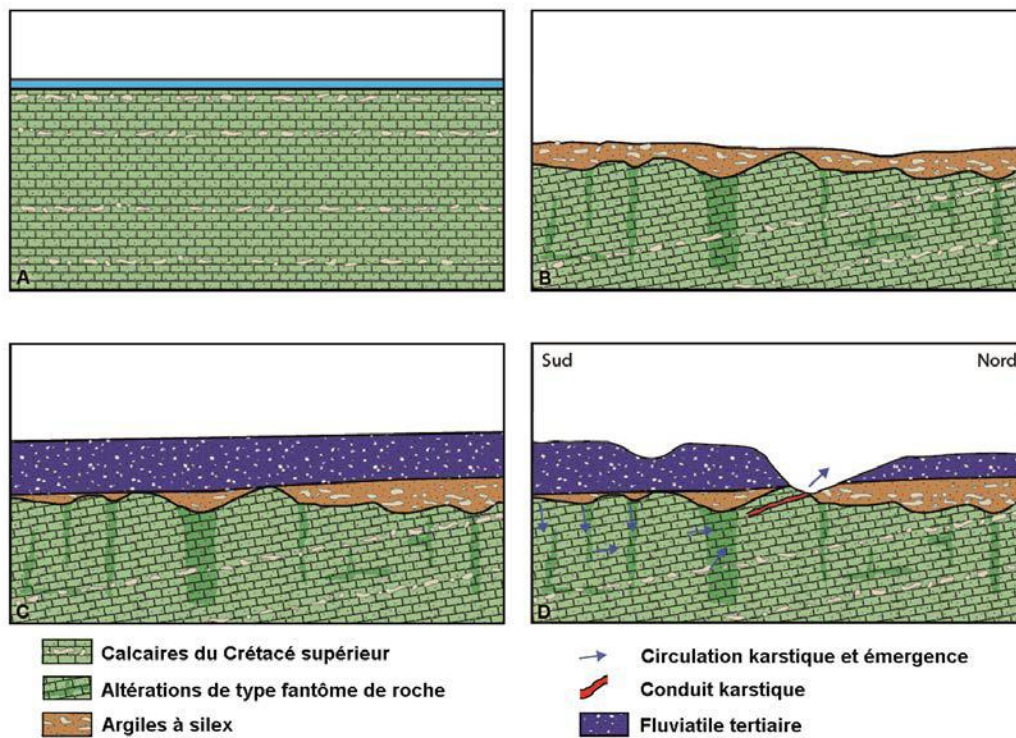 A
B
C
Sud
Nord
D
Calcaires du Crétacé supérieur
Altérations de type fantôme de roche
Argiles à silex
Circulation karstique et émergence
Conduit karstique
Fluviatile tertiaire